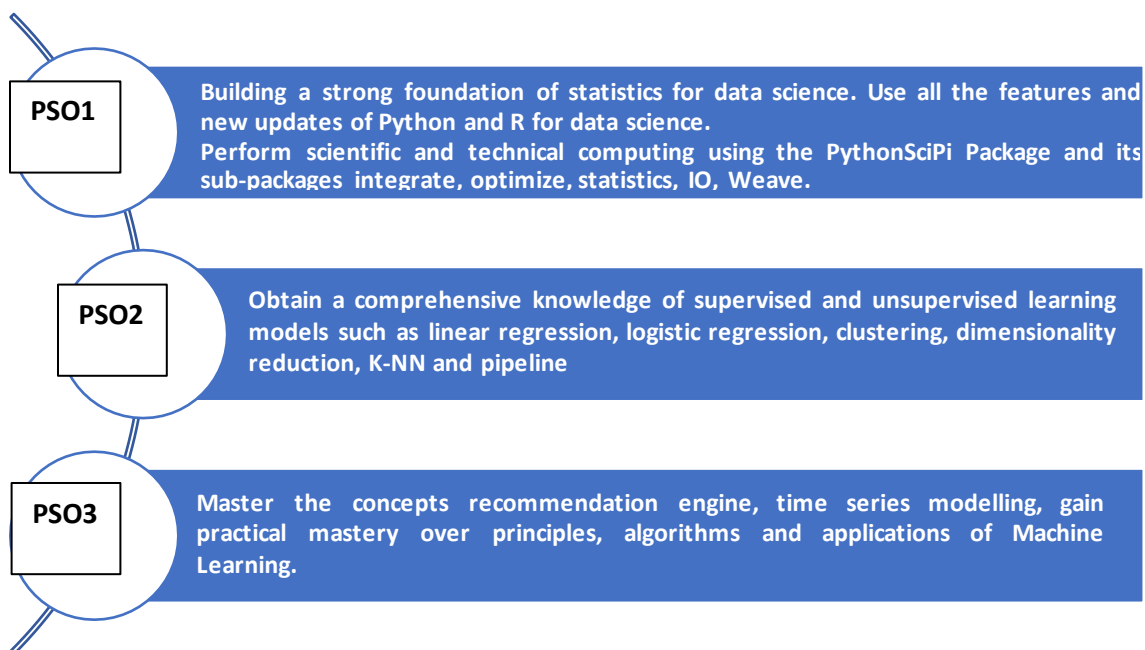 PSO1
Building a strong foundation of statistics for data science. Use all the features and
new updates of Python and R for data science.
Perform scientific and technical computing using the PythonSciPi Package and its
sub-packages integrate, optimize, statistics, IO, Weave.
PSO2
Obtain a comprehensive knowledge of supervised and unsupervised learning
models such as linear regression, logistic regression, clustering, dimensionality
reduction, K-NN and pipeline
PSO3
Master the concepts recommendation engine, time series modelling, gain
practical mastery over principles, algorithms and applications of Machine
Learning.